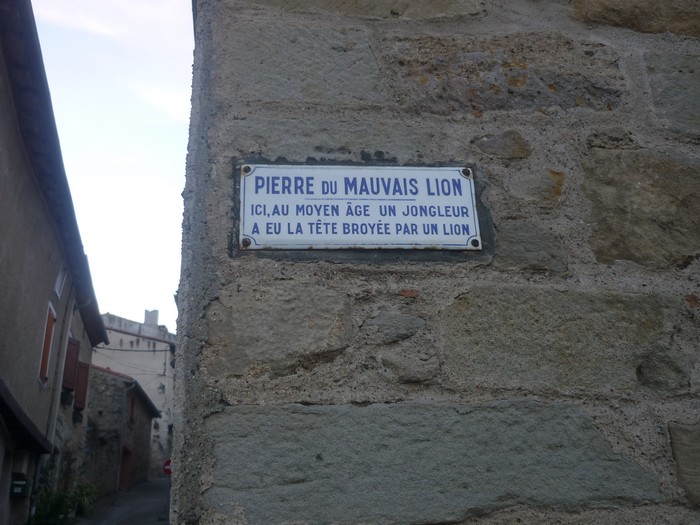 PIERRE DU MAUVAIS LION
ICI, AU MOYEN ÂGE UN JONGLEUR
A EU LA TÊTE BROYÉE PAR UN LION